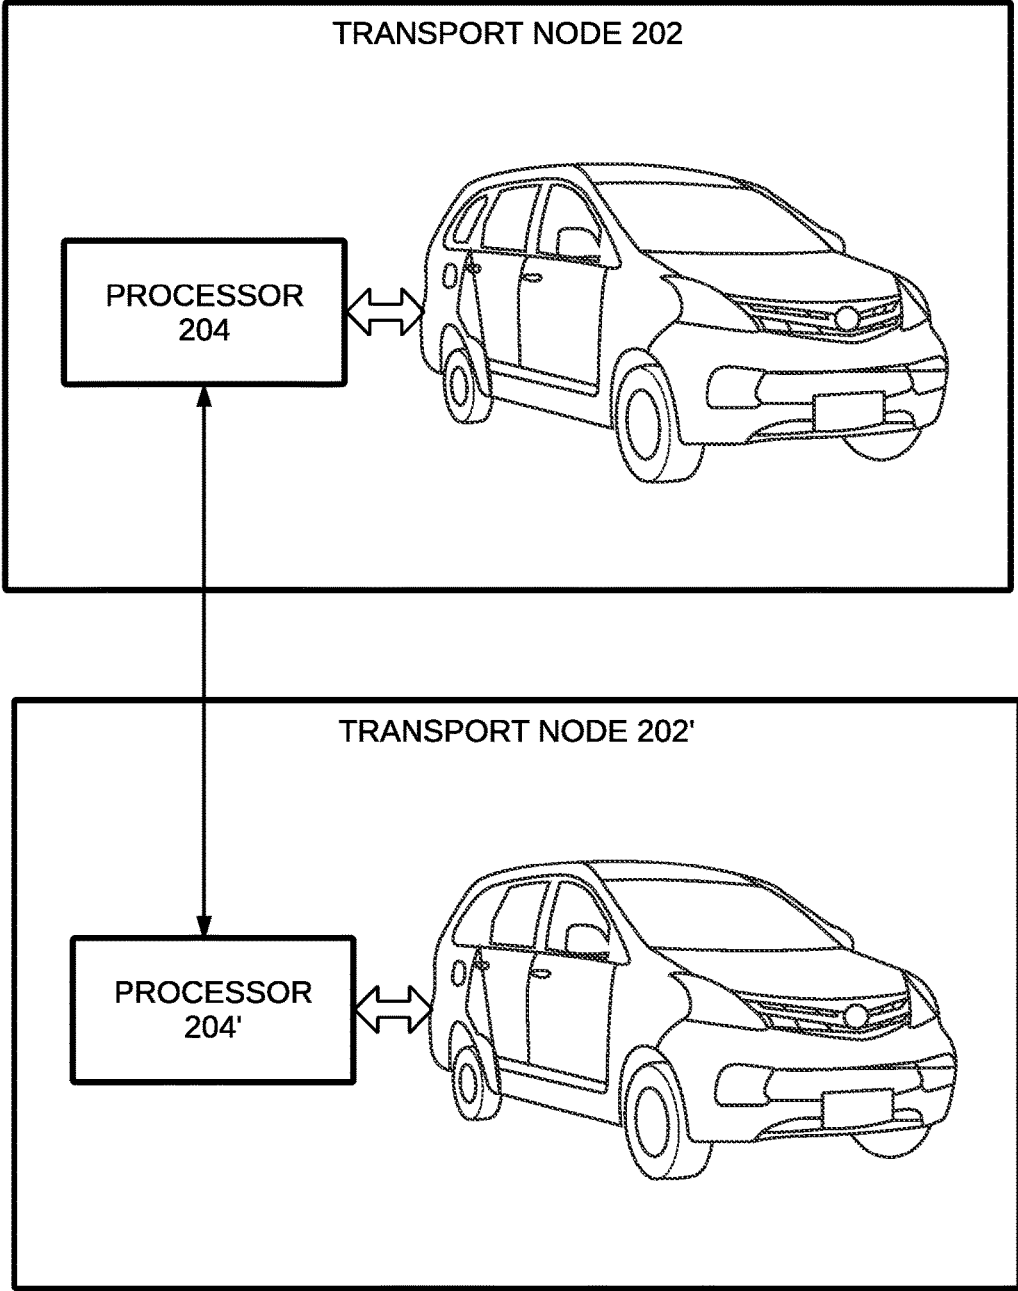 TRANSPORT NODE 202
PROCESSOR
204
TRANSPORT NODE 202'
PROCESSOR
204'